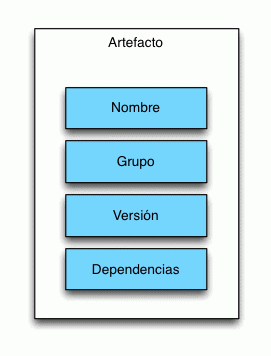 Artefacto
Nombre
Grupo
Versión
Dependencias